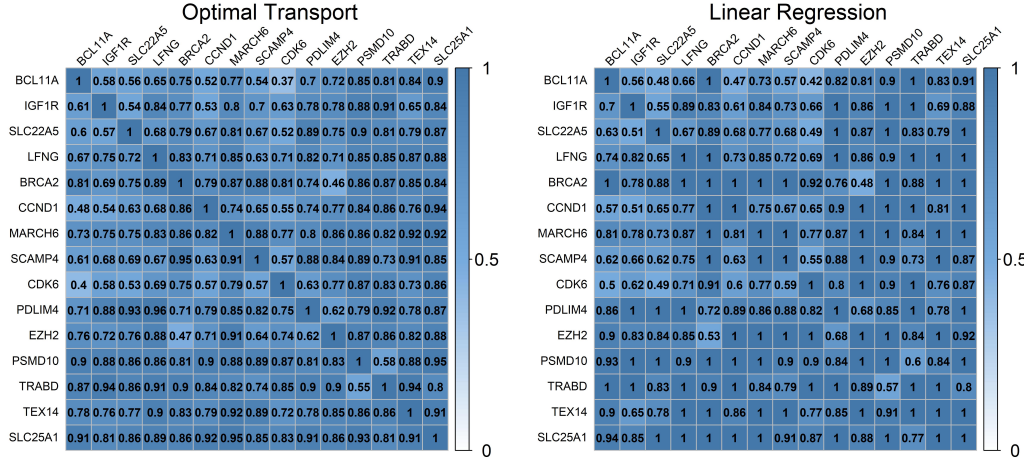 Optimal Transport
BCL11A IGF1R SLC22A5 LFNG BRCA2 CCND1 MARCH6 SCAMP4 CDK6 PDLIM4 EZH2 PSMD10 TRABD TEX14 SLC25A1
BCL11A 1 0.58 0.56 0.65 0.75 0.52 0.77 0.54 0.37 0.7 0.72 0.85 0.81 0.84 0.9
IGF1R 0.61 1 0.54 0.84 0.77 0.53 0.8 0.7 0.63 0.78 0.78 0.88 0.91 0.65 0.84
SLC22A5 0.6 0.57 1 0.68 0.79 0.67 0.81 0.67 0.52 0.89 0.75 0.9 0.81 0.79 0.87
LFNG 0.67 0.75 0.72 1 0.83 0.71 0.85 0.63 0.71 0.82 0.71 0.85 0.85 0.87 0.88
BRCA2 0.81 0.69 0.75 0.89 1 0.79 0.87 0.88 0.81 0.74 0.46 0.86 0.87 0.85 0.84
CCND1 0.48 0.54 0.63 0.68 0.86 1 0.74 0.65 0.55 0.74 0.77 0.84 0.86 0.76 0.94
MARCH6 0.73 0.75 0.75 0.83 0.86 0.82 1 0.88 0.77 0.8 0.86 0.86 0.82 0.92 0.92
SCAMP4 0.61 0.68 0.69 0.67 0.95 0.63 0.91 1 0.57 0.88 0.84 0.89 0.73 0.91 0.85
CDK6 0.4 0.58 0.53 0.69 0.75 0.57 0.79 0.57 1 0.63 0.77 0.87 0.83 0.73 0.86
PDLIM4 0.71 0.88 0.93 0.96 0.71 0.79 0.85 0.82 0.75 1 0.62 0.79 0.92 0.78 0.87
EZH2 0.76 0.72 0.76 0.88 0.47 0.71 0.91 0.64 0.74 0.62 1 0.87 0.86 0.82 0.88
PSMD10 0.9 0.88 0.86 0.86 0.81 0.9 0.89 0.89 0.87 0.81 0.83 1 0.58 0.88 0.95
TRABD 0.87 0.94 0.86 0.91 0.9 0.84 0.82 0.74 0.85 0.9 0.9 0.55 1 0.94 0.8
TEX14 0.78 0.76 0.77 0.9 0.83 0.79 0.92 0.89 0.72 0.78 0.85 0.86 0.86 1 0.91
SLC25A1 0.91 0.81 0.86 0.89 0.86 0.92 0.95 0.85 0.83 0.91 0.86 0.93 0.81 0.91 1
1
0.5
0
Linear Regression
BCL11A IGF1R SLC22A5 LFNG BRCA2 CCND1 MARCH6 SCAMP4 CDK6 PDLIM4 EZH2 PSMD10 TRABD TEX14 SLC25A1
BCL11A 1 0.56 0.48 0.66 1 0.47 0.73 0.57 0.42 0.82 0.81 0.9 1 0.83 0.91
IGF1R 0.7 1 0.55 0.89 0.83 0.61 0.84 0.73 0.66 1 0.86 1 1 0.69 0.88
SLC22A5 0.63 0.51 1 0.67 0.89 0.68 0.77 0.68 0.49 1 0.87 1 0.83 0.79 1
LFNG 0.74 0.82 0.65 1 1 0.73 0.85 0.72 0.69 1 0.86 0.9 1 1 1
BRCA2 1 0.78 0.88 1 1 1 1 1 0.92 0.76 0.48 1 0.88 1 1
CCND1 0.57 0.51 0.65 0.77 1 1 0.75 0.67 0.65 0.9 1 1 1 0.81 1
MARCH6 0.81 0.78 0.73 0.87 1 0.81 1 1 0.77 0.87 1 1 0.84 1 1
SCAMP4 0.62 0.66 0.62 0.75 1 0.63 1 1 0.55 0.88 1 0.9 0.73 1 0.87
CDK6 0.5 0.62 0.49 0.71 0.91 0.6 0.77 0.59 1 0.8 1 1 1 0.76 0.87
PDLIM4 0.86 1 1 1 0.72 0.89 0.86 0.88 0.82 1 0.68 0.85 1 0.78 1
EZH2 0.9 0.83 0.84 0.85 0.53 1 1 1 1 0.68 1 1 0.84 1 0.92
PSMD10 0.93 1 1 0.9 1 1 1 0.9 0.9 0.84 1 1 0.6 0.84 1
TRABD 1 1 0.83 1 0.9 1 0.84 0.79 1 1 0.89 0.57 1 1 0.8
TEX14 0.9 0.65 0.78 1 1 0.86 1 1 0.77 0.85 1 0.91 1 1 1
SLC25A1 0.94 0.85 1 1 1 1 1 0.91 0.87 1 0.88 1 0.77 1 1
1
0.5
0